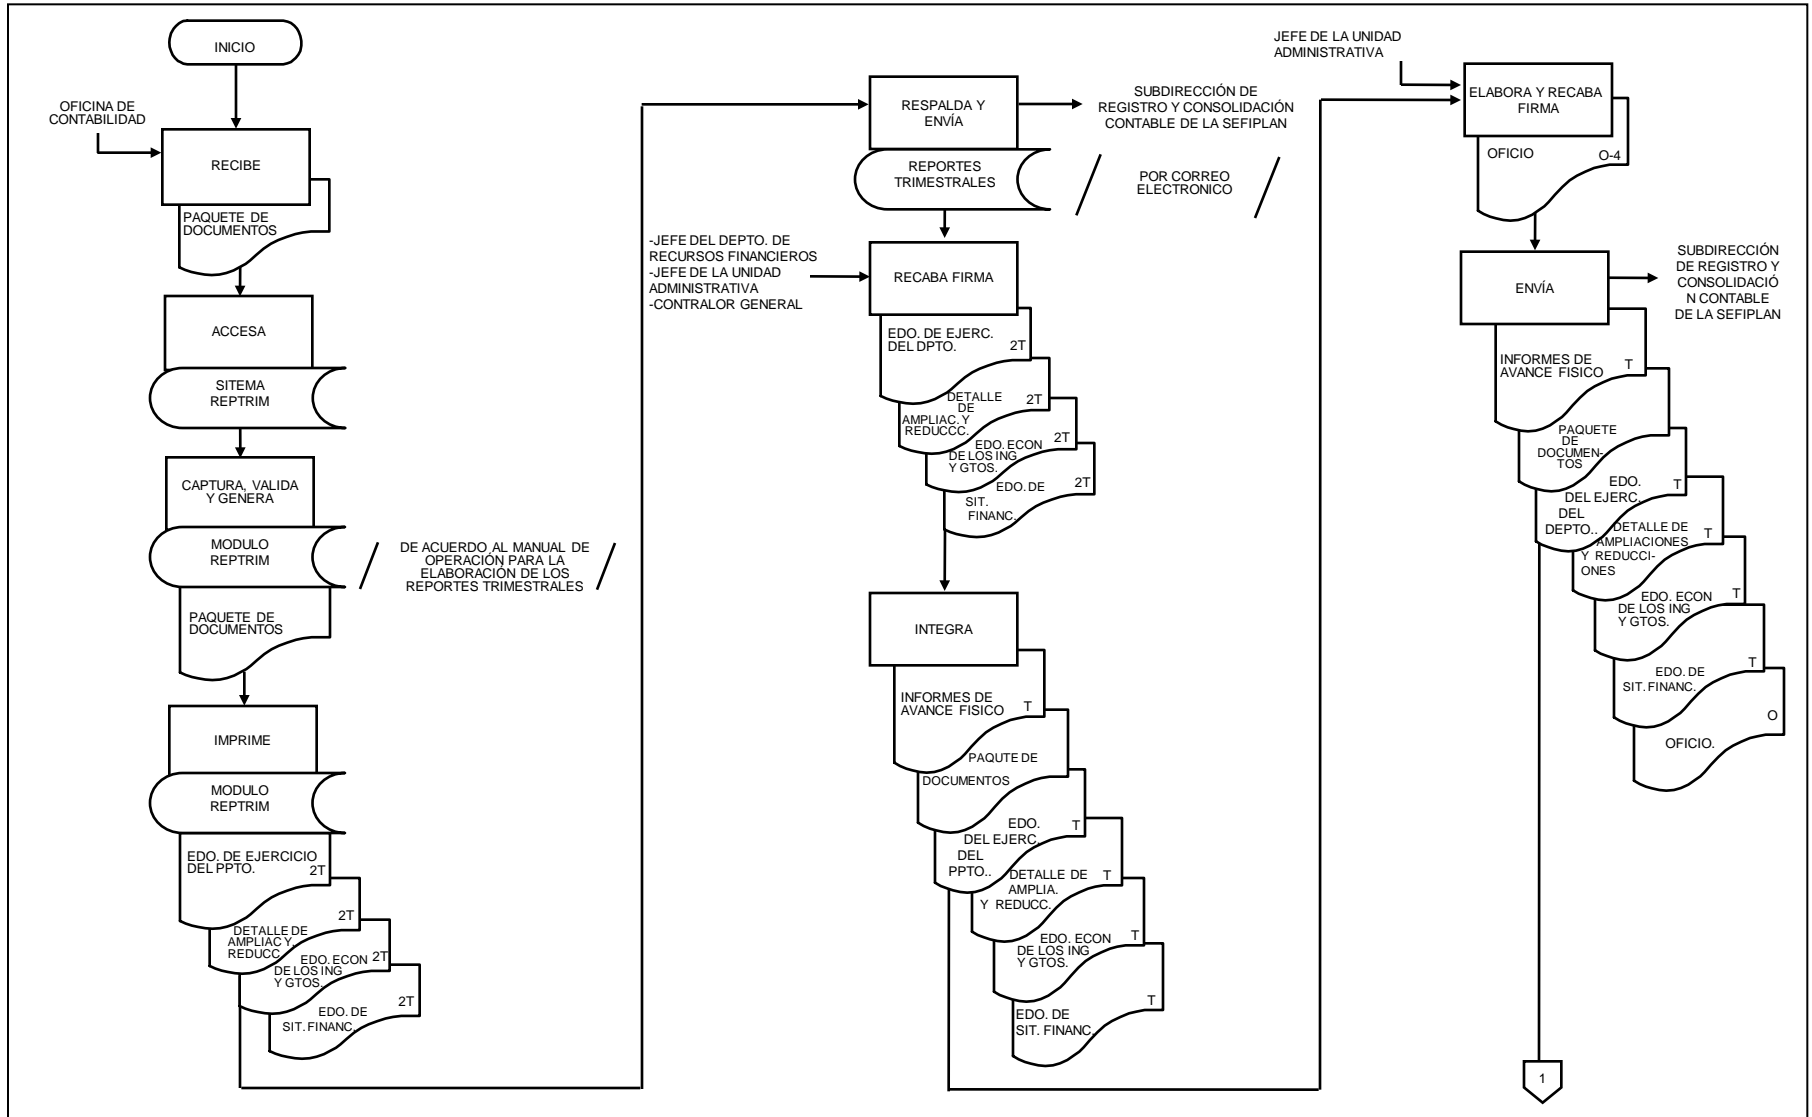 INICIO
OFICINA DE
CONTABILIDAD
RECIBE
PAQUETE DE
DOCUMENTOS
ACCESA
SITEMA
REPTRIM
CAPTURA, VALIDA
Y GENERA
MODULO
REPTRIM
DE ACUERDO AL MANUAL DE
OPERACIÓN PARA LA
ELABORACIÓN DE LOS
REPORTES TRIMESTRALES
PAQUETE DE
DOCUMENTOS
IMPRIME
MODULO
REPTRIM
EDO. DE EJERCICIO
DEL PPTO.
2T
2T
DETALLE DE
AMPLIAC Y.
REDUCC.
EDO. ECON 2T
DE LOS ING
Y GTOS.
2T
EDO. DE
SIT. FINANC.
RESPALDA Y
ENVÍA
SUBDIRECCIÓN DE
REGISTRO Y CONSOLIDACIÓN
CONTABLE DE LA SEFIPLAN
REPORTES
TRIMESTRALES
POR CORREO
ELECTRONICO
-JEFE DEL DEPTO. DE
RECURSOS FINANCIEROS
-JEFE DE LA UNIDAD
ADMINISTRATIVA
-CONTRALOR GENERAL
RECABA FIRMA
EDO. DE EJERC.
DEL DPTO.
2T
DETALLE
DE
2T
AMPLIAC. Y
REDUCCC.
EDO. ECON 2T
DE LOS ING
Y GTOS.
EDO. DE 2T
SIT.
FINANC.
INTEGRA
INFORMES DE
AVANCE FISICO T
PAQUTE DE
DOCUMENTOS
EDO. T
DEL EJERC.
DEL
PPTO..
DETALLE DE T
AMPLIA.
Y REDUCC.
EDO. ECON T
DE LOS ING
Y GTOS.
T
EDO. DE
SIT. FINANC.
JEFE DE LA UNIDAD
ADMINISTRATIVA
ELABORA Y RECABA
FIRMA
OFICIO O-4
ENVÍA
SUBDIRECCIÓN
DE REGISTRO Y
CONSOLIDACIÓ
N CONTABLE
DE LA SEFIPLAN
INFORMES DE
AVANCE FISICO T
PAQUETE
DE
DOCUMEN-
TOS
EDO. T
DEL EJERC.
DEL
DEPTO..
DETALLE DE T
AMPLIACIONES
Y REDUCCI-
ONES
EDO. ECON T
DE LOS ING
Y GTOS.
EDO. DE T
SIT. FINANC.
O
OFICIO.
1